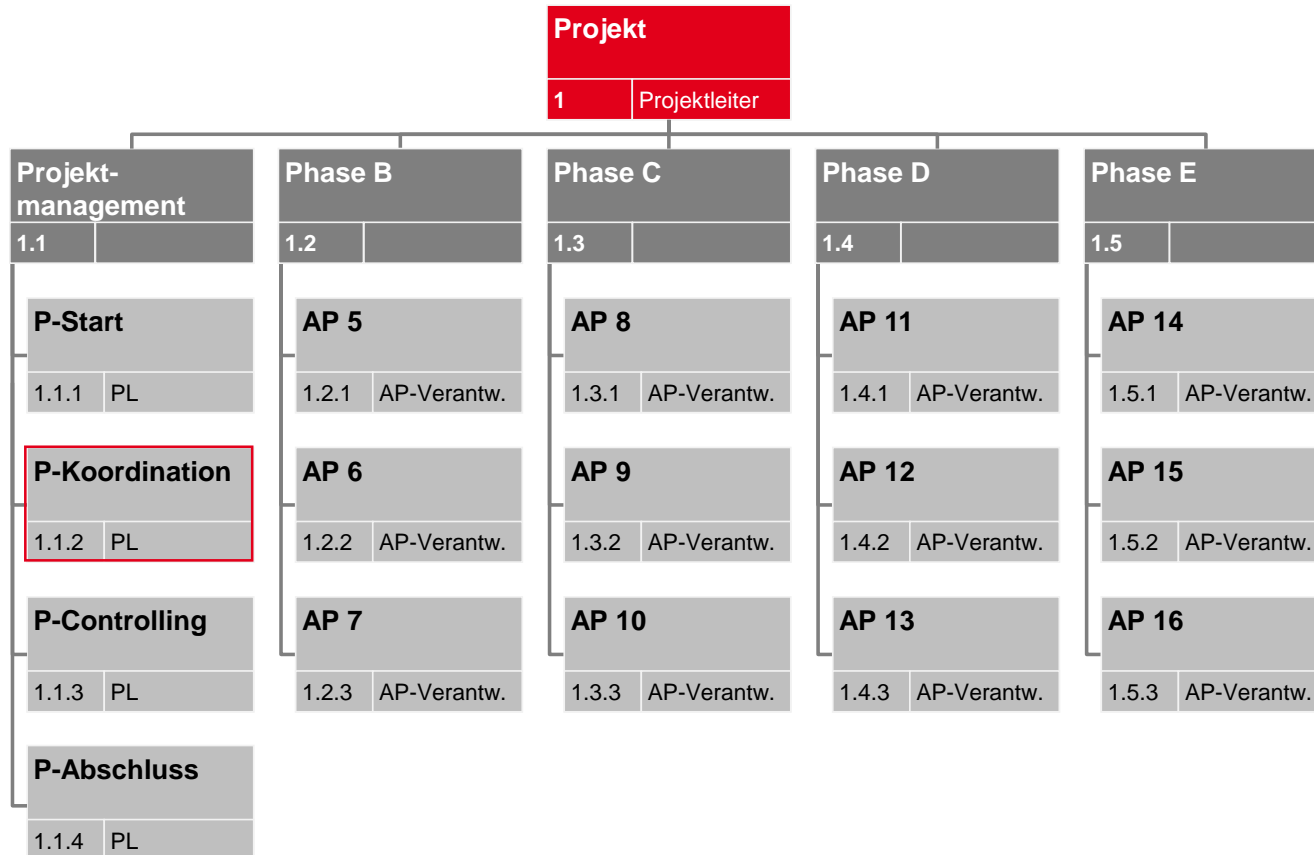 Projekt
1 Projektleiter
Projekt-
management
1.1
Phase B
1.2
Phase C
1.3
Phase D
1.4
Phase E
1.5
P-Start
1.1.1 PL
P-Koordination
1.1.2 PL
P-Controlling
1.1.3 PL
P-Abschluss
1.1.4 PL
AP 5
1.2.1 AP-Verantw.
AP 6
1.2.2 AP-Verantw.
AP 7
1.2.3 AP-Verantw.
AP 8
1.3.1 AP-Verantw.
AP 9
1.3.2 AP-Verantw.
AP 10
1.3.3 AP-Verantw.
AP 11
1.4.1 AP-Verantw.
AP 12
1.4.2 AP-Verantw.
AP 13
1.4.3 AP-Verantw.
AP 14
1.5.1 AP-Verantw.
AP 15
1.5.2 AP-Verantw.
AP 16
1.5.3 AP-Verantw.